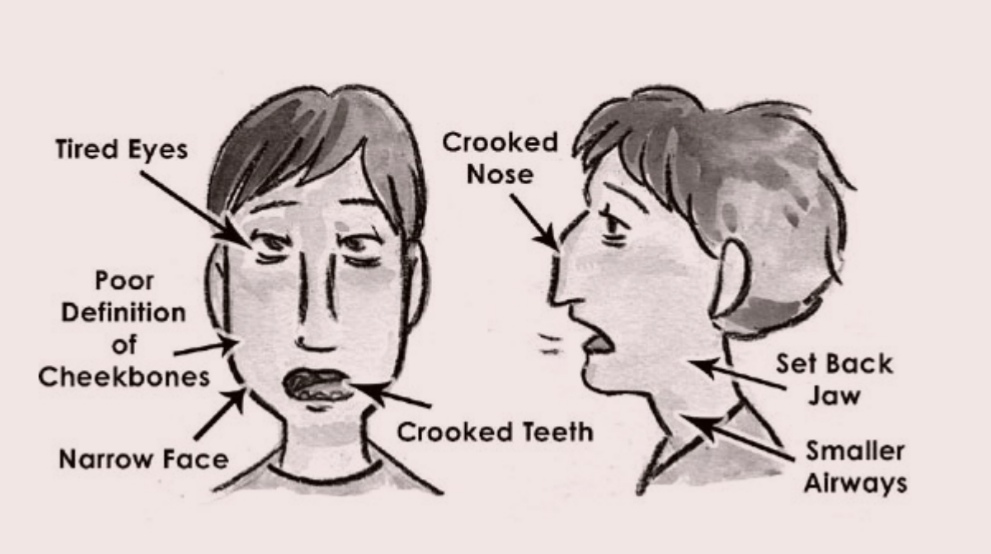 Tired Eyes
Poor
Definition
of
Cheekbones
Narrow Face
Crooked Teeth
Crooked
Nose
Set Back
Jaw
Smaller
Airways